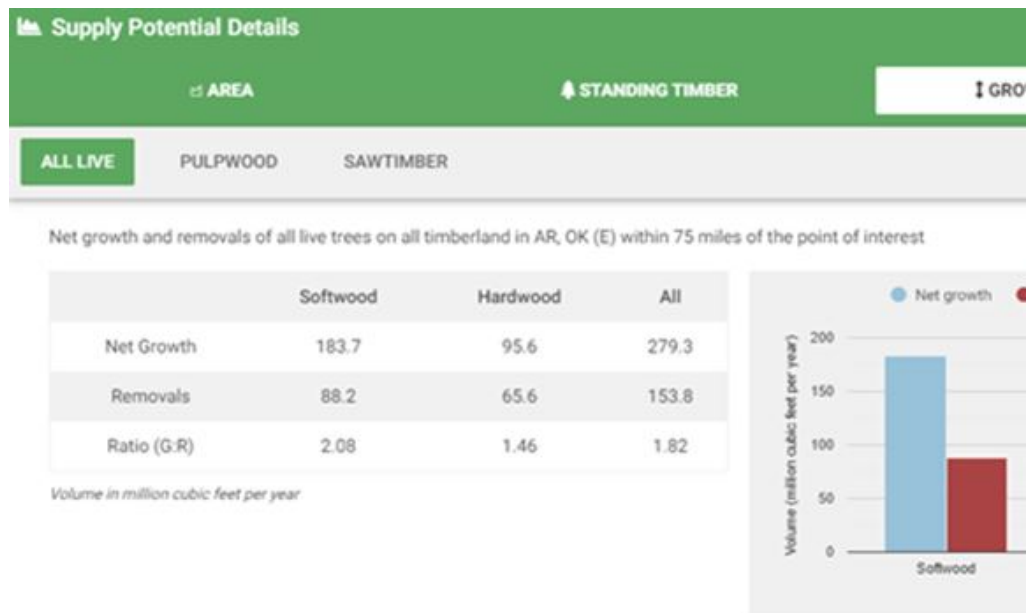 Supply Potential Details
AREA
STANDING TIMBER
GRO
ALL LIVE
PULPWOOD
SAWTIMBER
Net growth and removals of all live trees on all timberland in AR, OK (E) within 75 miles of the point of interest
Softwood Hardwood All
Net Growth 183.7 95.6 279.3
Removals 88.2 65.6 153.8
Ratio (G:R) 2.08 1.46 1.82
Volume in million cubic feet per year
Net growth
Volume (million cubic feet per year)
200
150
100
50
0
Softwood